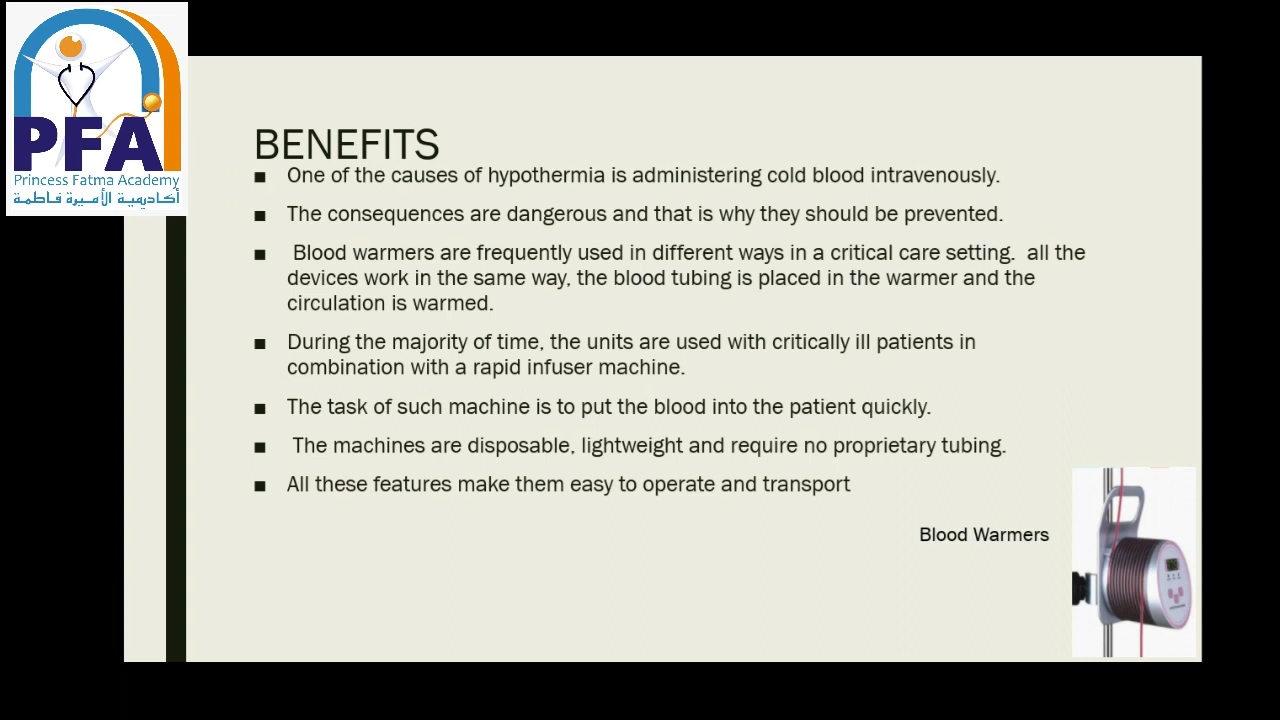 PFA
Princess Fatma Academy
أكاديمية الأميرة فاطمة
BENEFITS
■ One of the causes of hypothermia is administering cold blood intravenously.
■ The consequences are dangerous and that is why they should be prevented.
■ Blood warmers are frequently used in different ways in a critical care setting.  all the
devices work in the same way, the blood tubing is placed in the warmer and the
circulation is warmed.
■ During the majority of time, the units are used with critically ill patients in
combination with a rapid infuser machine.
■ The task of such machine is to put the blood into the patient quickly.
■ The machines are disposable, lightweight and require no proprietary tubing.
■ All these features make them easy to operate and transport
Blood Warmers